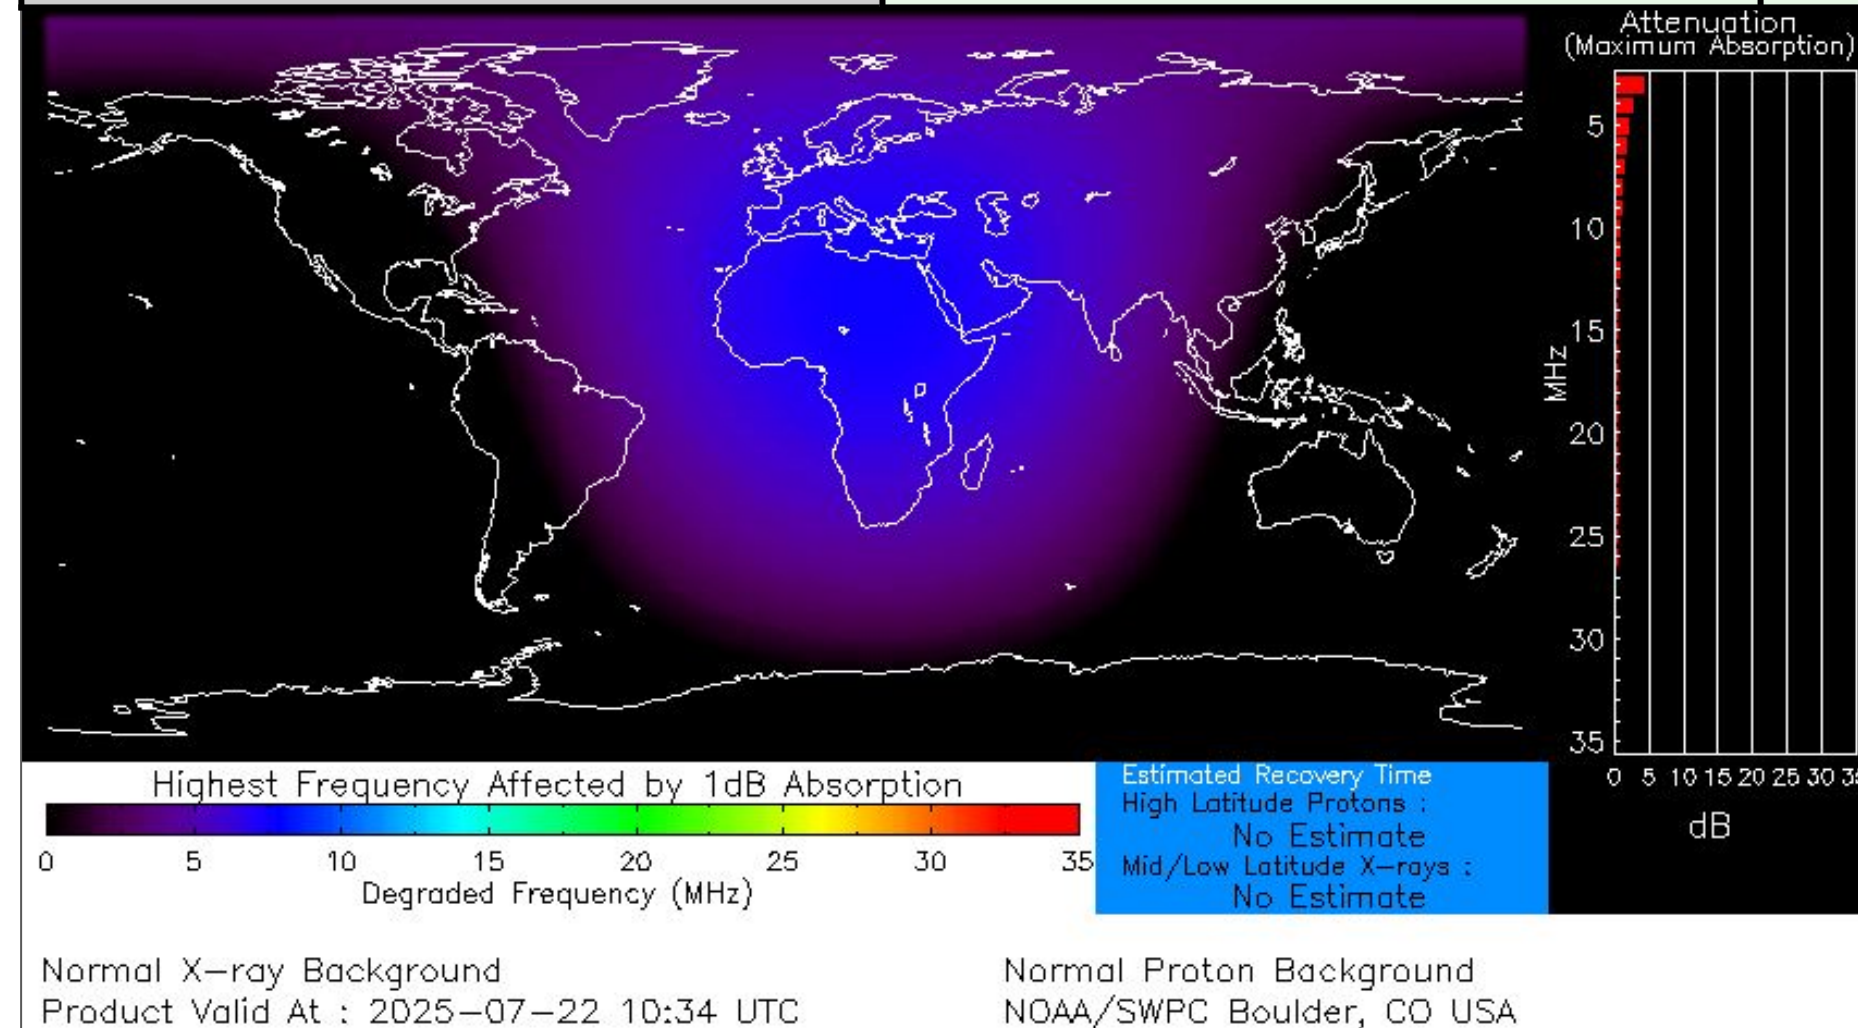 Attenuation
(Maximum Absorption)
5
10
15
20
25
30
35
MHz
0 5 10 15 20 25 30
dB
Highest Frequency Affected by 1dB Absorption
0 5 10 15 20 25 30 35
Degraded Frequency (MHz)
Estimated Recovery Time
High Latitude Protons :
No Estimate
Mid/Low Latitude X-rays :
No Estimate
Normal X-ray Background
Product Valid At : 2025-07-22 10:34 UTC
Normal Proton Background
NOAA/SWPC Boulder, CO USA